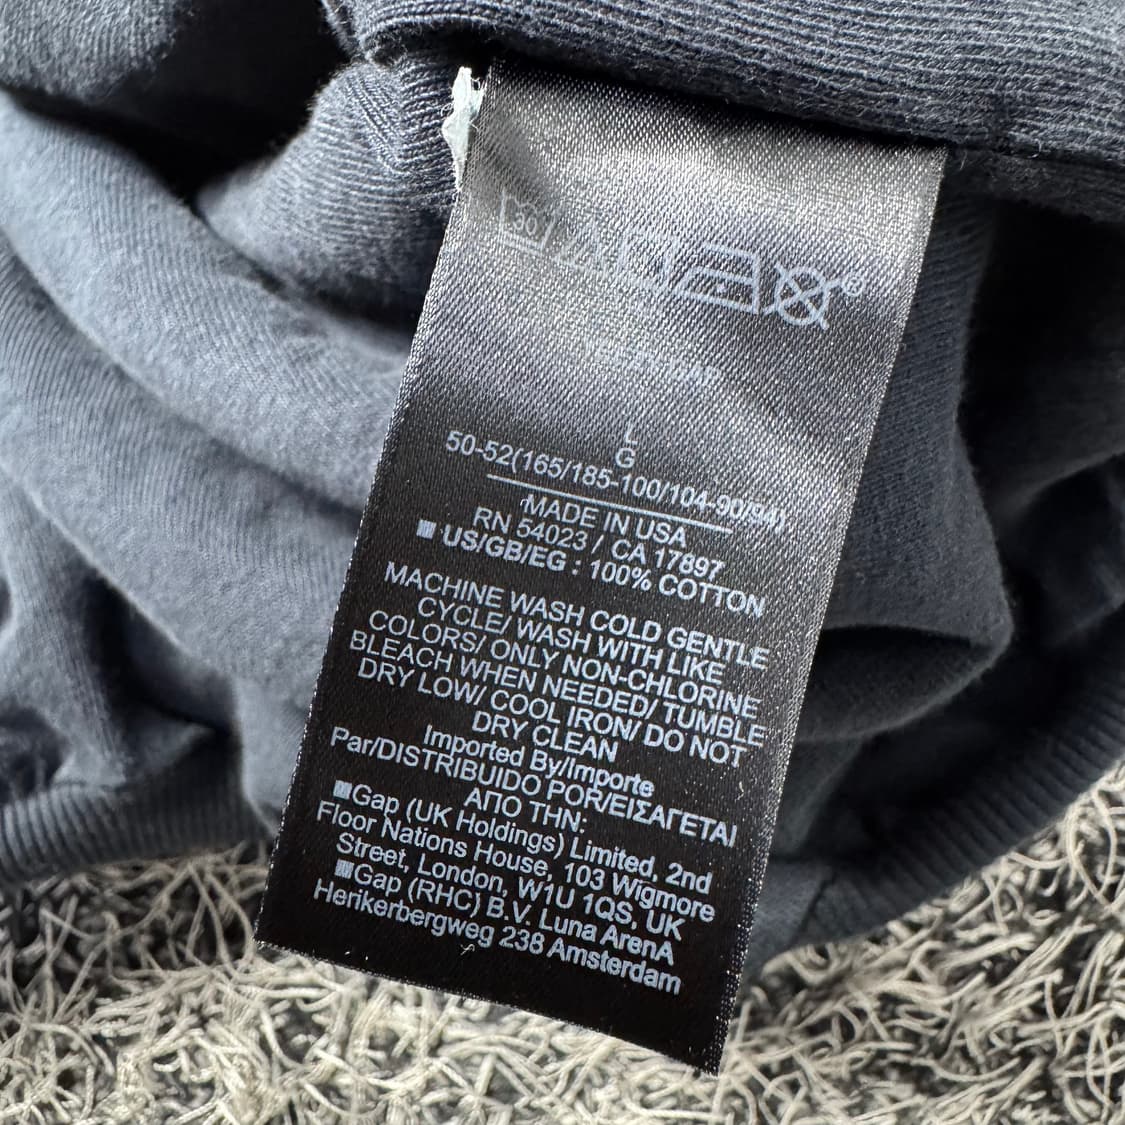 30
L
G
50-52(165/185-100/104-90/94)
MADE IN USA
RN 54023 / CA 17897
US/GB/EG : 100% COTTON
MACHINE WASH COLD GENTLE
CYCLE/ WASH WITH LIKE
COLORS/ ONLY NON-CHLORINE
BLEACH WHEN NEEDED/ TUMBLE
DRY LOW/ COOL IRON/ DO NOT
DRY CLEAN
Imported By/Importe
Par/DISTRIBUIDO POR/ΕΙΣΑΓΕΤΑΙ
ΑΠΟ ΤΗΝ:
Gap (UK Holdings) Limited, 2nd
Floor Nations House, 103 Wigmore
Street, London, W1U 1QS, UK
Gap (RHC) B.V. Luna ArenA
Herikerbergweg 238 Amsterdam